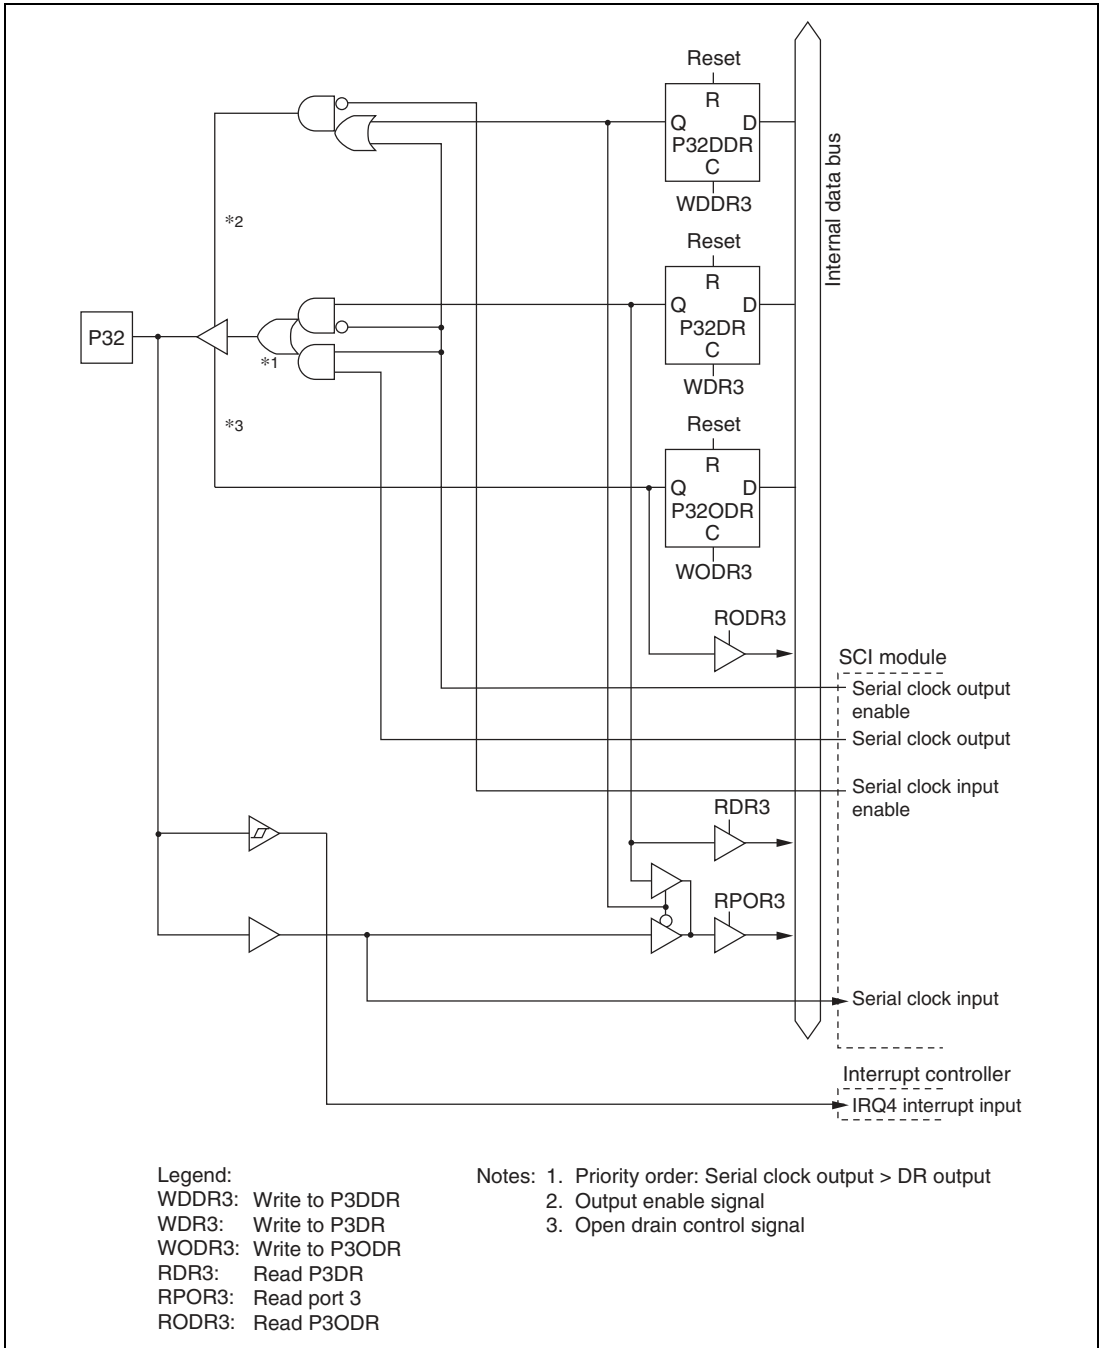 Reset
R
Q D
P32DDR
C
WDDR3
Internal data bus
*2
Reset
R
Q D
P32DR
C
WDR3
P32
*1
*3
Reset
R
Q D
P32ODR
C
WODR3
RODR3
SCI module
Serial clock output
enable
Serial clock output
Serial clock input
enable
RDR3
RPOR3
Serial clock input
Interrupt controller
IRQ4 interrupt input
Legend:
WDDR3: Write to P3DDR
WDR3: Write to P3DR
WODR3: Write to P3ODR
RDR3: Read P3DR
RPOR3: Read port 3
RODR3: Read P3ODR
Notes: 1. Priority order: Serial clock output > DR output
2. Output enable signal
3. Open drain control signal